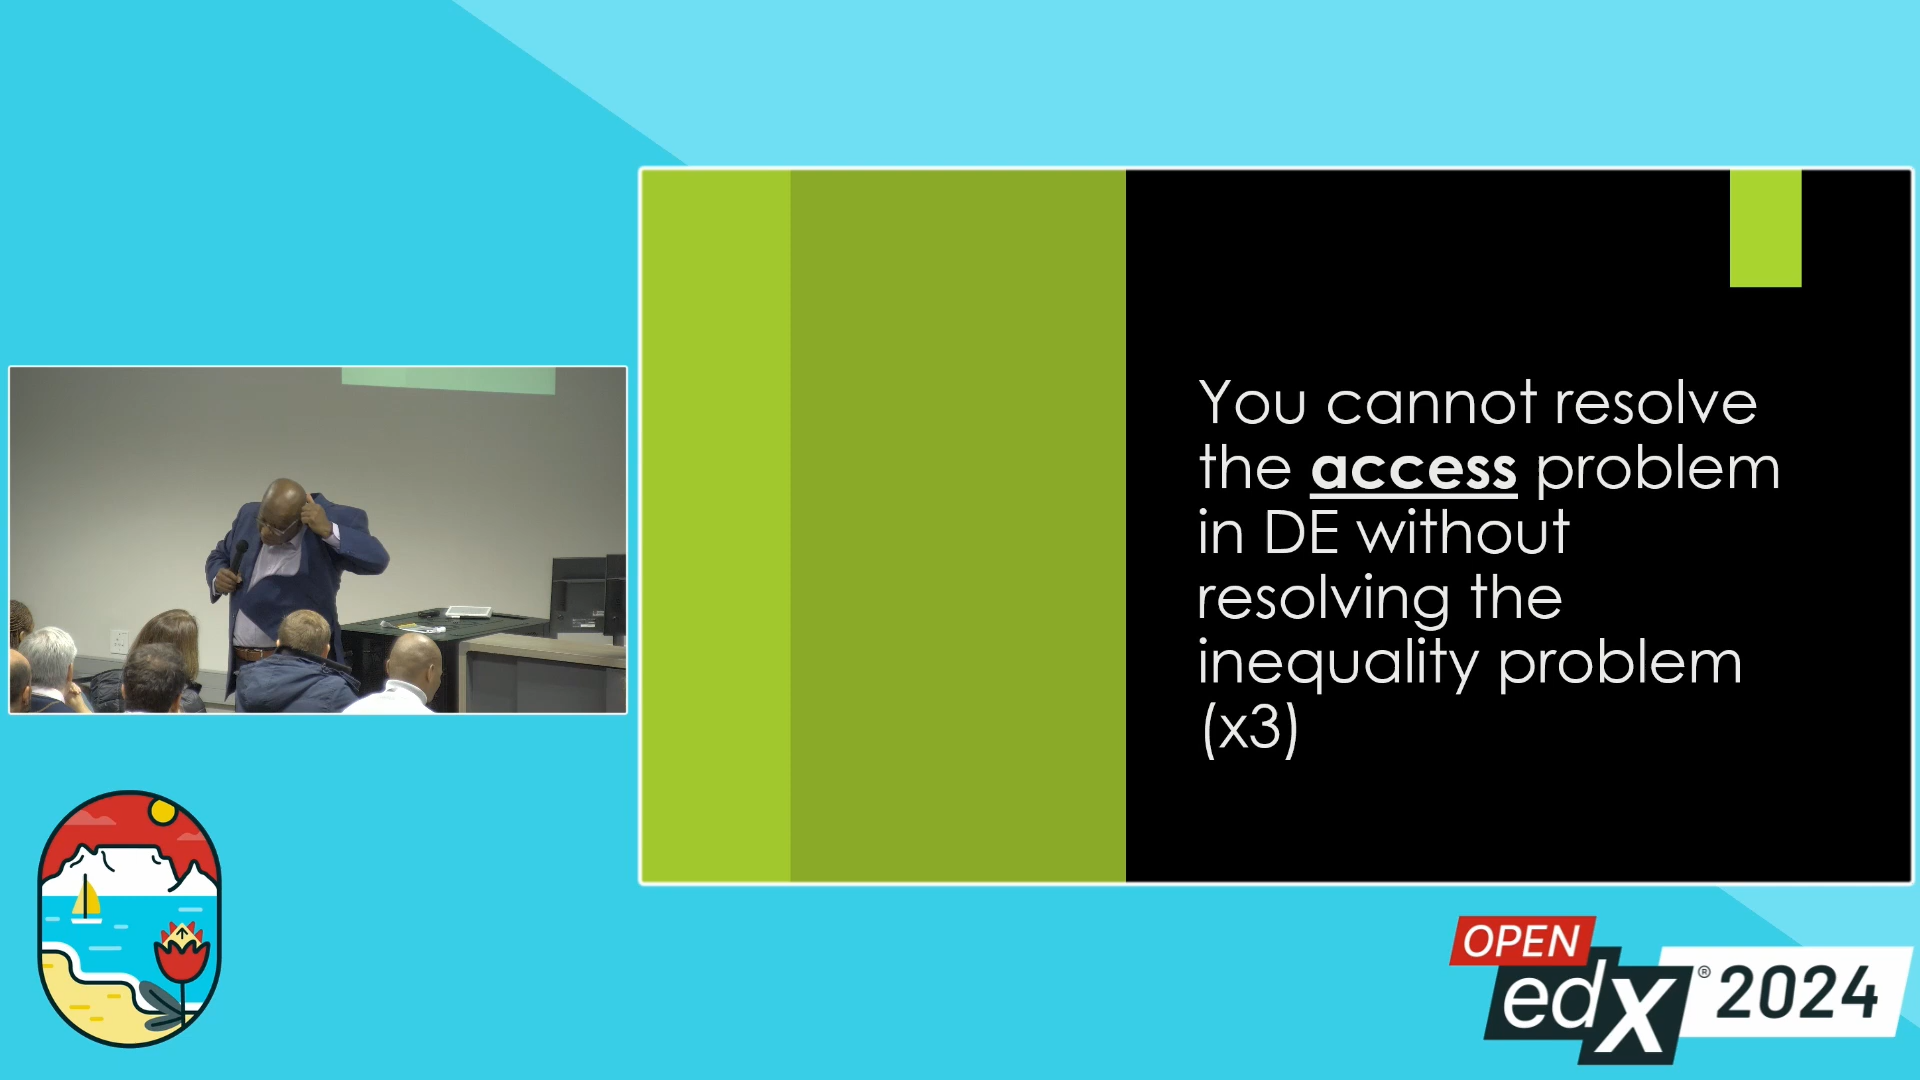 You cannot resolve
the access problem
in DE without
resolving the
inequality problem
(x3)
OPEN
edX® 2024